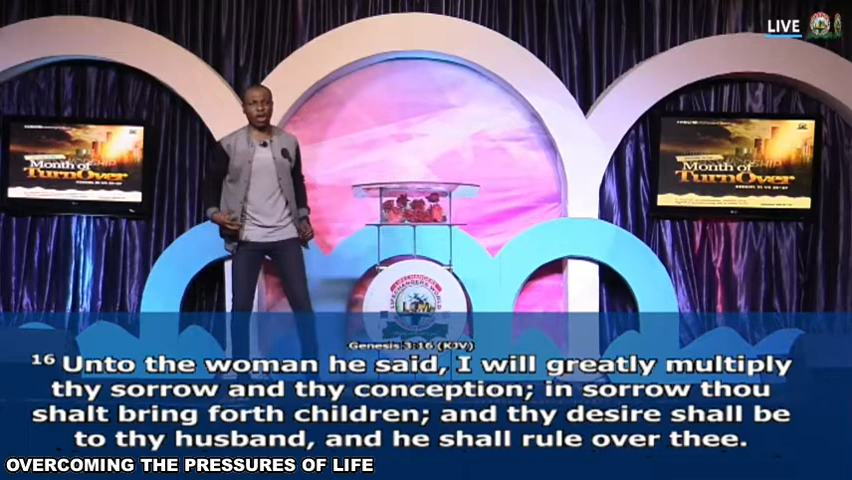 LIVE
Month of
TurnOver
Month of
TurnOver
LIFECHANGERS WORLD
Genesis 3:16 (KJV)
16 Unto the woman he said, I will greatly multiply
thy sorrow and thy conception; in sorrow thou
shalt bring forth children; and thy desire shall be
to thy husband, and he shall rule over thee.
OVERCOMING THE PRESSURES OF LIFE